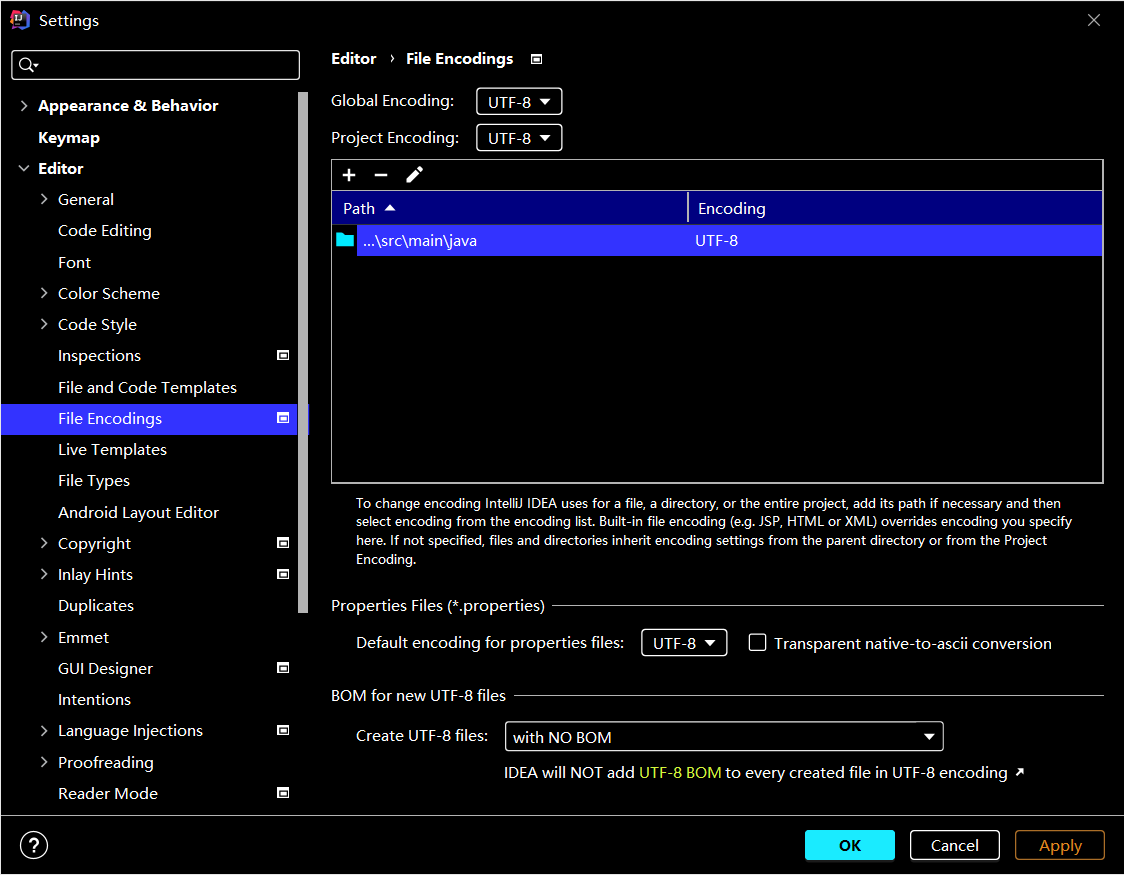 Settings
Editor › File Encodings
Appearance & Behavior
Keymap
Editor
General
Code Editing
Font
Color Scheme
Code Style
Inspections
File and Code Templates
File Encodings
Live Templates
File Types
Android Layout Editor
Copyright
Inlay Hints
Duplicates
Emmet
GUI Designer
Intentions
Language Injections
Proofreading
Reader Mode
Global Encoding: UTF-8
Project Encoding: UTF-8
Path Encoding
...\src\main\java UTF-8
To change encoding IntelliJ IDEA uses for a file, a directory, or the entire project, add its path if necessary and then
select encoding from the encoding list. Built-in file encoding (e.g. JSP, HTML or XML) overrides encoding you specify
here. If not specified, files and directories inherit encoding settings from the parent directory or from the Project
Encoding.
Properties Files (*.properties)
Default encoding for properties files: UTF-8 Transparent native-to-ascii conversion
BOM for new UTF-8 files
Create UTF-8 files: with NO BOM
IDEA will NOT add UTF-8 BOM to every created file in UTF-8 encoding ↗
? OK Cancel Apply